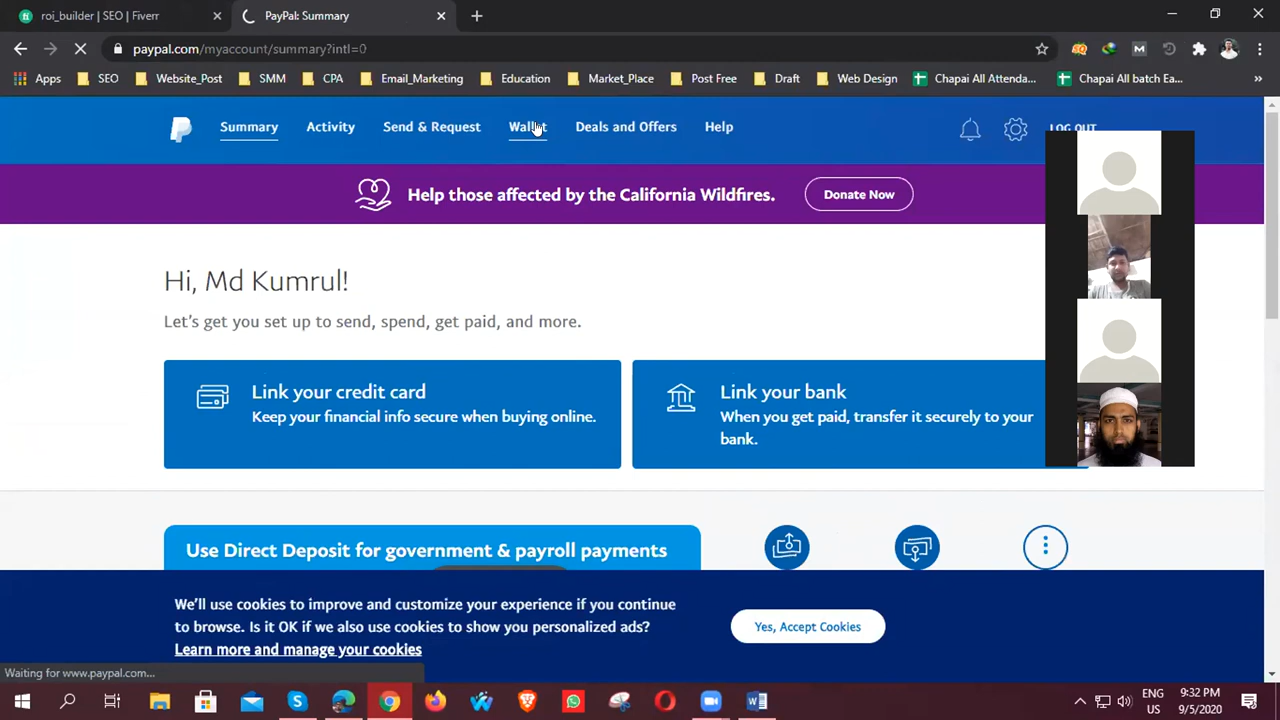 roi_builder | SEO | Fiverr
PayPal: Summary
paypal.com/myaccount/summary?intl=0
Apps SEO Website_Post SMM CPA Email_Marketing Education Market_Place Post Free Draft Web Design Chapai All Attenda... Chapai All batch Ea...
Summary Activity Send & Request Wallet Deals and Offers Help LOG OUT
Help those affected by the California Wildfires. Donate Now
Hi, Md Kumrul!
Let's get you set up to send, spend, get paid, and more.
Link your credit card
Keep your financial info secure when buying online.
Link your bank
When you get paid, transfer it securely to your
bank.
Use Direct Deposit for government & payroll payments
We'll use cookies to improve and customize your experience if you continue
to browse. Is it OK if we also use cookies to show you personalized ads?
Learn more and manage your cookies
Yes, Accept Cookies
Waiting for www.paypal.com...
ENG
US
9:32 PM
9/5/2020